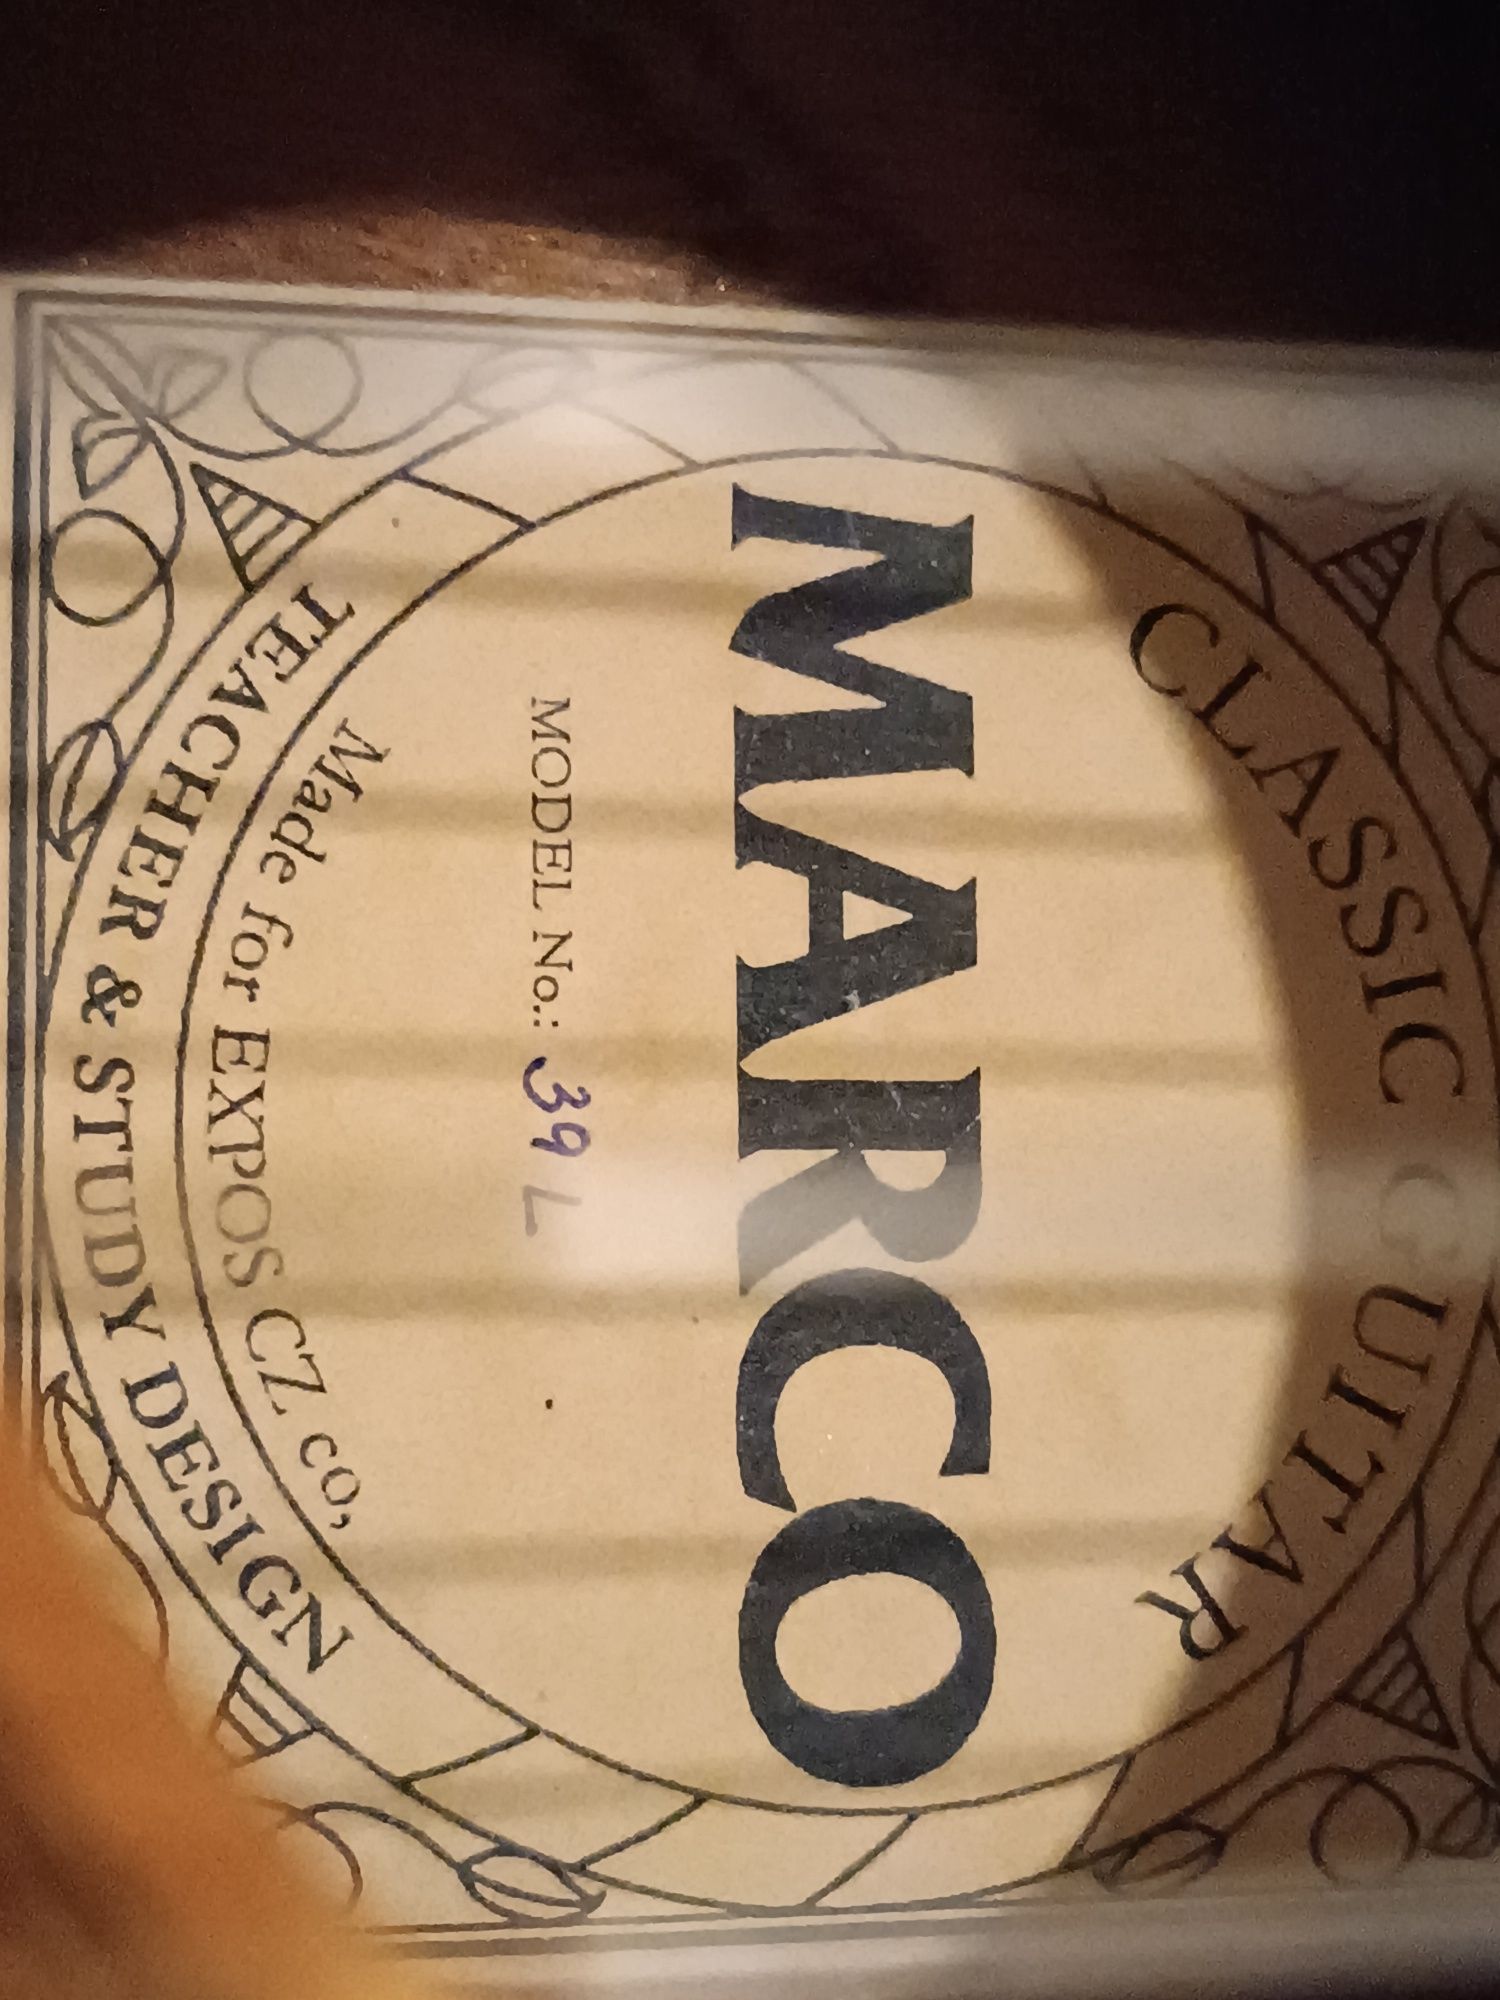 CLASSIC GUITAR
MARCO
MODEL No.: 39 L
Made for EXPOS CZ co,
TEACHER & STUDY DESIGN